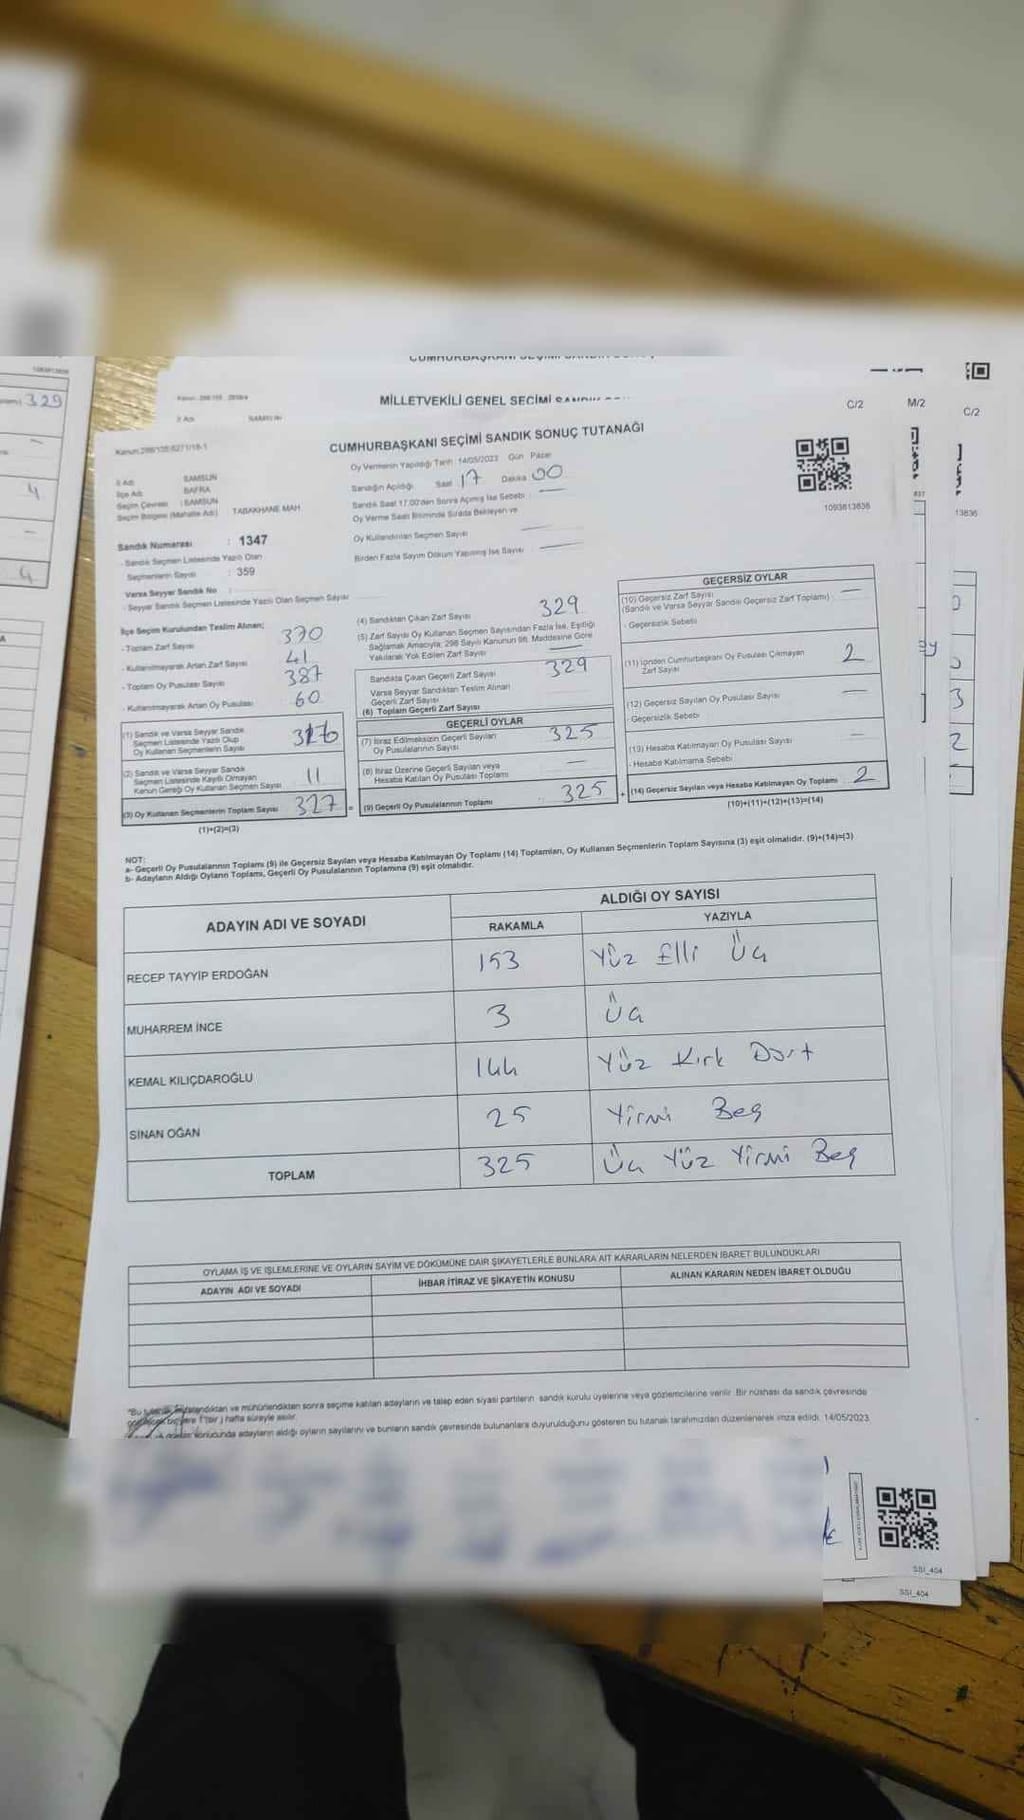 329
4
4
MİLLETVEKİLİ GENEL SEÇİMİ
C/2
M/2
C/2
CUMHURBAŞKANI SEÇİMİ SANDIK SONUÇ TUTANAĞI
Oy Vermenin Yapıldığı Tarih :14/05/2023 Gün Pazar
Sandığın Açıldığı Saat 17 Dakika 00
Sandık Saat 17.00'den Sonra Açılmış İse Sebebi
Oy Verme Saati Bitiminde Sırada Bekleyen ve
Oy Kullandırılan Seçmen Sayısı
Birden Fazla Sayım Döküm Yapılmış İse Sayısı
1093813836
13836
İl Adı SAMSUN
İlçe Adı BAFRA
Seçim Çevresi : SAMSUN
Seçim Bölgesi (Mahalle Adı) TABAKHANE MAH
Sandık Numarası : 1347
- Sandık Seçmen Listesinde Yazılı Olan
Seçmenlerin Sayısı : 359
Varsa Seyyar Sandık No
- Seyyar Sandık Seçmen Listesinde Yazılı Olan Seçmen Sayısı
İlçe Seçim Kurulundan Teslim Alınan;
- Toplam Zarf Sayısı 370
- Kullanılmayarak Artan Zarf Sayısı 41
- Toplam Oy Pusulası Sayısı 387
- Kullanılmayarak Artan Oy Pusulası 60
(1) Sandık ve Varsa Seyyar Sandık
Seçmen Listesinde Yazılı Olup
Oy Kullanan Seçmenlerin Sayısı
(2) Sandık ve Varsa Seyyar Sandık
Seçmen Listesinde Kayıtlı Olmayan
Kanun Gereği Oy Kullanan Seçmen Sayısı 11
(3) Oy Kullanan Seçmenlerin Toplam Sayısı 327 =
(1)+(2)=(3)
(4) Sandıktan Çıkan Zarf Sayısı 329
(5) Zarf Sayısı Oy Kullanan Seçmen Sayısından Fazla İse, Eşitliği
Sağlamak Amacıyla, 298 Sayılı Kanunun 98. Maddesine Göre
Yakılarak Yok Edilen Zarf Sayısı
Sandıkta Çıkan Geçerli Zarf Sayısı 329
Varsa Seyyar Sandıktan Teslim Alınan
Geçerli Zarf Sayısı
(6) Toplam Geçerli Zarf Sayısı
GEÇERLİ OYLAR
(7) İtiraz Edilmeksizin Geçerli Sayılan
Oy Pusulalarının Sayısı 325
(8) İtiraz Üzerine Geçerli Sayılan veya
Hesaba Katılan Oy Pusulası Toplamı
(9) Geçerli Oy Pusulalarının Toplamı : 325 +
GEÇERSİZ OYLAR
(10) Geçersiz Zarf Sayısı
(Sandık ve Varsa Seyyar Sandık Geçersiz Zarf Toplamı)
- Geçersizlik Sebebi
(11) İçinden Cumhurbaşkanı Oy Pusulası Çıkmayan
Zarf Sayısı 2
(12) Geçersiz Sayılan Oy Pusulası Sayısı
- Geçersizlik Sebebi
(13) Hesaba Katılmayan Oy Pusulası Sayısı
- Hesaba Katılmama Sebebi
(14) Geçersiz Sayılan veya Hesaba Katılmayan Oy Toplamı 2
(10)+(11)+(12)+(13)=(14)
NOT:
a- Geçerli Oy Pusulalarının Toplamı (9) ile Geçersiz Sayılan veya Hesaba Katılmayan Oy Toplamı (14) Toplamları, Oy Kullanan Seçmenlerin Toplam Sayısına (3) eşit olmalıdır. (9)+(14)=(3)
b- Adayların Aldığı Oyların Toplamı, Geçerli Oy Pusulalarının Toplamına (9) eşit olmalıdır.
ADAYIN ADI VE SOYADI
ALDIĞI OY SAYISI
RAKAMLA YAZIYLA
RECEP TAYYİP ERDOĞAN 153 Yüz Elli Üç
MUHARREM İNCE 3 Üç
KEMAL KILIÇDAROĞLU 144 Yüz Kırk Dört
SİNAN OĞAN 25 Yirmi Beş
TOPLAM 325 Üç Yüz Yirmi Beş
OYLAMA İŞ VE İŞLEMLERİNE VE OYLARIN SAYIM VE DÖKÜMÜNE DAİR ŞİKAYETLERLE BUNLARA AİT KARARLARIN NELERDEN İBARET BULUNDUKLARI
ADAYIN ADI VE SOYADI İHBAR İTİRAZ VE ŞİKAYETİN KONUSU ALINAN KARARIN NEDEN İBARET OLDUĞU
ve mühürlendikten sonra seçime katılan adayların ve talep eden siyasi partilerin sandık kurulu üyelerine veya gözlemcilerine verilir. Bir nüshası da sandık çevresinde
hafta süreyle asılır.
sonucunda adayların aldığı oyların sayılarını ve bunların sandık çevresinde bulunanlara duyurulduğunu gösteren bu tutanak tarafımızdan düzenlenerek imza edildi. 14/05/2023
SSI_404
SSI_404